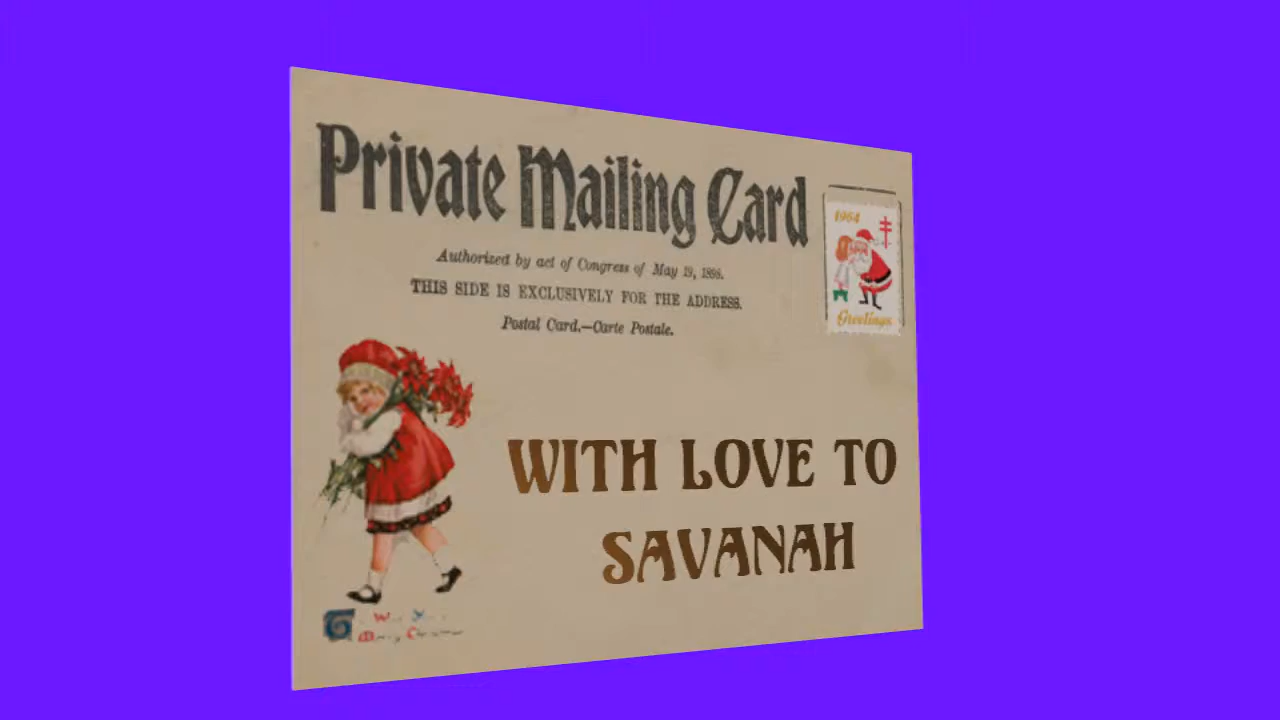 Private Mailing Card
Authorized by act of Congress of May 19, 1898.
THIS SIDE IS EXCLUSIVELY FOR THE ADDRESS.
Postal Card.—Carte Postale.
1964
Greetings
WITH LOVE TO
SAVANAH